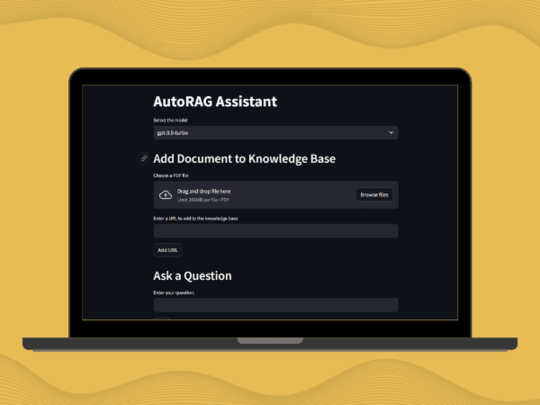 AutoRAG Assistant
Select the model
gpt-3.5-turbo
Add Document to Knowledge Base
Choose a PDF file
Drag and drop file here
Limit 200MB per file • PDF
Browse files
Enter a URL to add to the knowledge base
Add URL
Ask a Question
Enter your question: